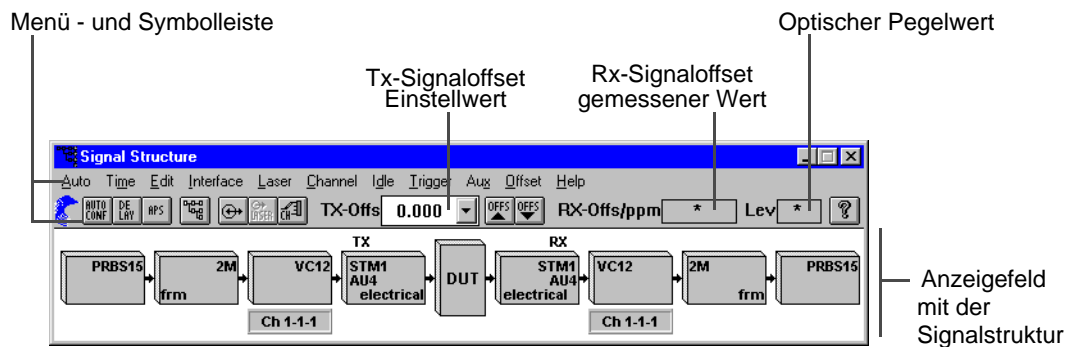 Menü - und Symbolleiste
Optischer Pegelwert
Tx-Signaloffset
Einstellwert
Rx-Signaloffset
gemessener Wert
Signal Structure
Auto Time Edit Interface Laser Channel Idle Trigger Aux Offset Help
AUTO CONF DE LAY APS LASER CH TX-Offs 0.000 OFFS OFFS RX-Offs/ppm * Lev * ?
TX RX
PRBS15
2M
frm
VC12
STM1
AU4
electrical
DUT
STM1
AU4
electrical
VC12
2M
frm
PRBS15
Ch 1-1-1
Ch 1-1-1
Anzeigefeld
mit der
Signalstruktur